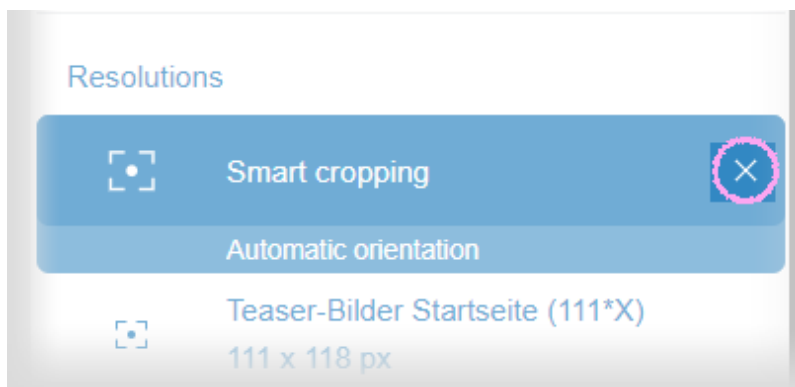 Resolutions
Smart cropping
Automatic orientation
Teaser-Bilder Startseite (111*X)
111 x 118 px